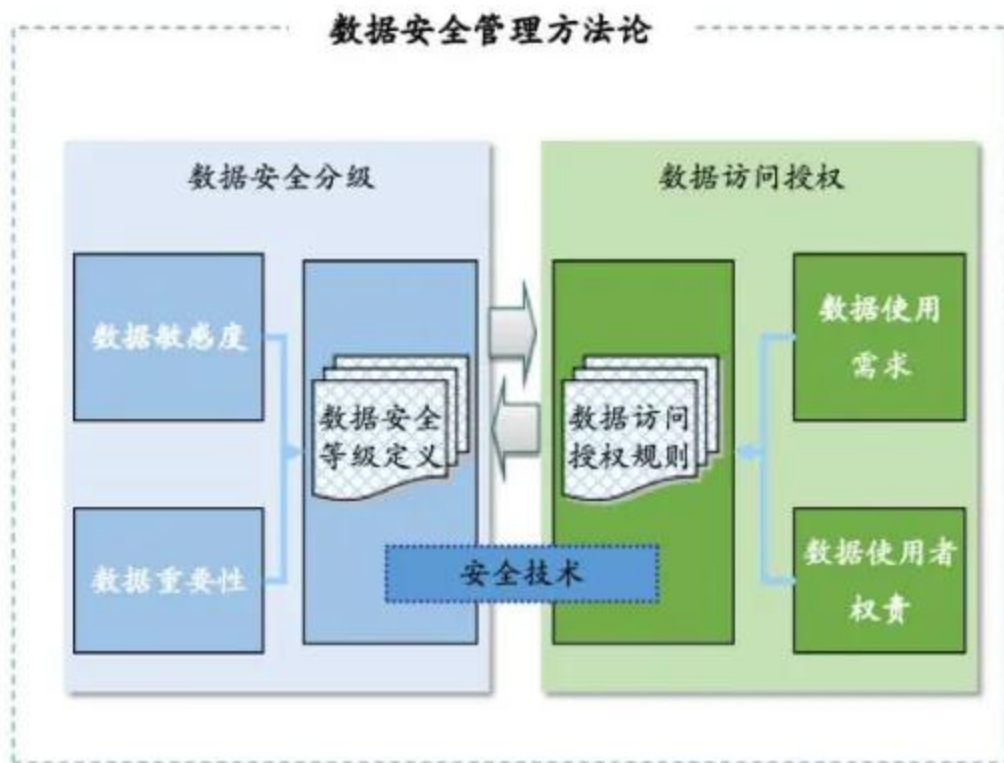 数据安全管理方法论
数据安全分级
数据访问授权
数据敏感度
数据重要性
数据安全
等级定义
数据访问
授权规则
数据使用
需求
数据使用者
权责
安全技术